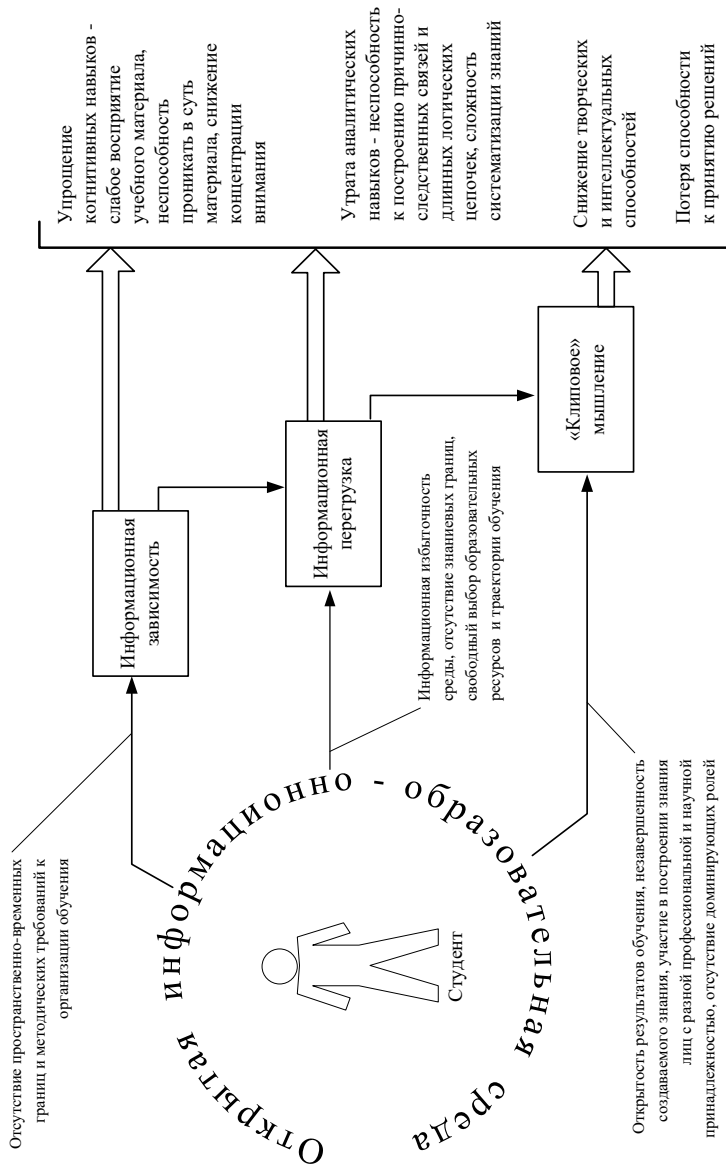 Отсутствие пространственно-временных
границ и методических требований к
организации обучения
Открытая информационно - образовательная среда
Студент
Информационная
зависимость
Информационная избыточность
среды, отсутствие знаниевых границ,
свободный выбор образовательных
ресурсов и траектории обучения
Информационная
перегрузка
Открытость результатов обучения, незавершенность
создаваемого знания, участие в построении знания
лиц с разной профессиональной и научной
принадлежностью, отсутствие доминирующих ролей
«Клиповое»
мышление
Упрощение
когнитивных навыков -
слабое восприятие
учебного материала,
неспособность
проникать в суть
материала, снижение
концентрации
внимания
Утрата аналитических
навыков - неспособность
к построению причинно-
следственных связей и
длинных логических
цепочек, сложность
систематизации знаний
Снижение творческих
и интеллектуальных
способностей
Потеря способности
к принятию решений